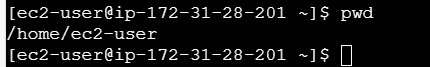 [ec2-user@ip-172-31-28-201 ~]$ pwd
/home/ec2-user
[ec2-user@ip-172-31-28-201 ~]$